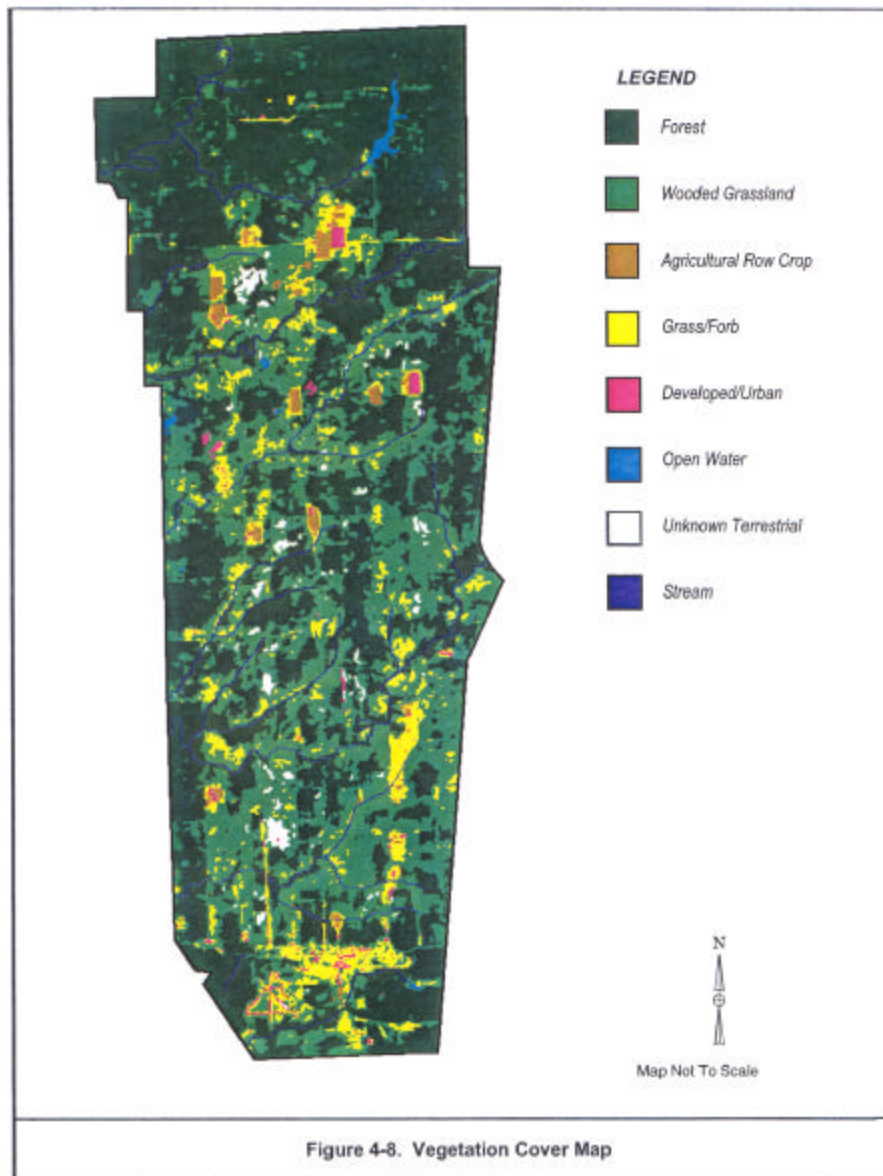 LEGEND
Forest
Wooded Grassland
Agricultural Row Crop
Grass/Forb
Developed/Urban
Open Water
Unknown Terrestrial
Stream
N
Map Not To Scale
Figure 4-8. Vegetation Cover Map